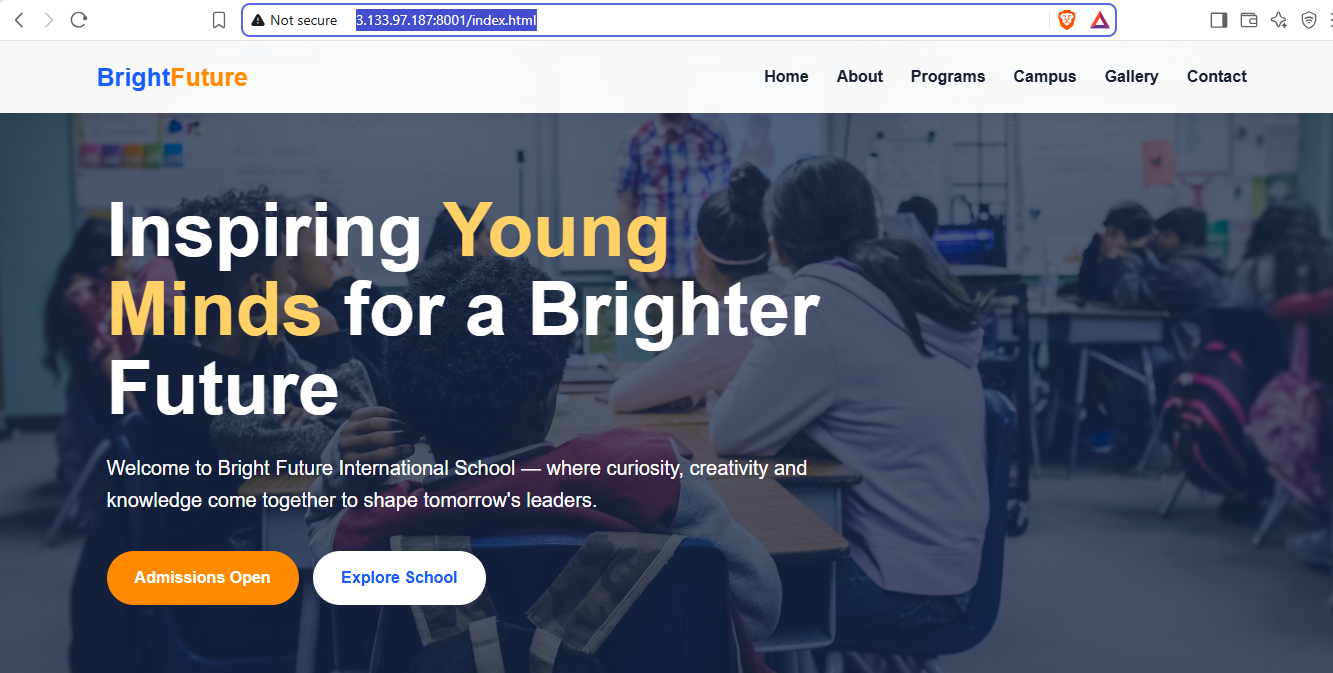 Not secure 3.133.97.187:8001/index.html
BrightFuture
Home About Programs Campus Gallery Contact
Inspiring Young
Minds for a Brighter
Future
Welcome to Bright Future International School — where curiosity, creativity and
knowledge come together to shape tomorrow's leaders.
Admissions Open Explore School